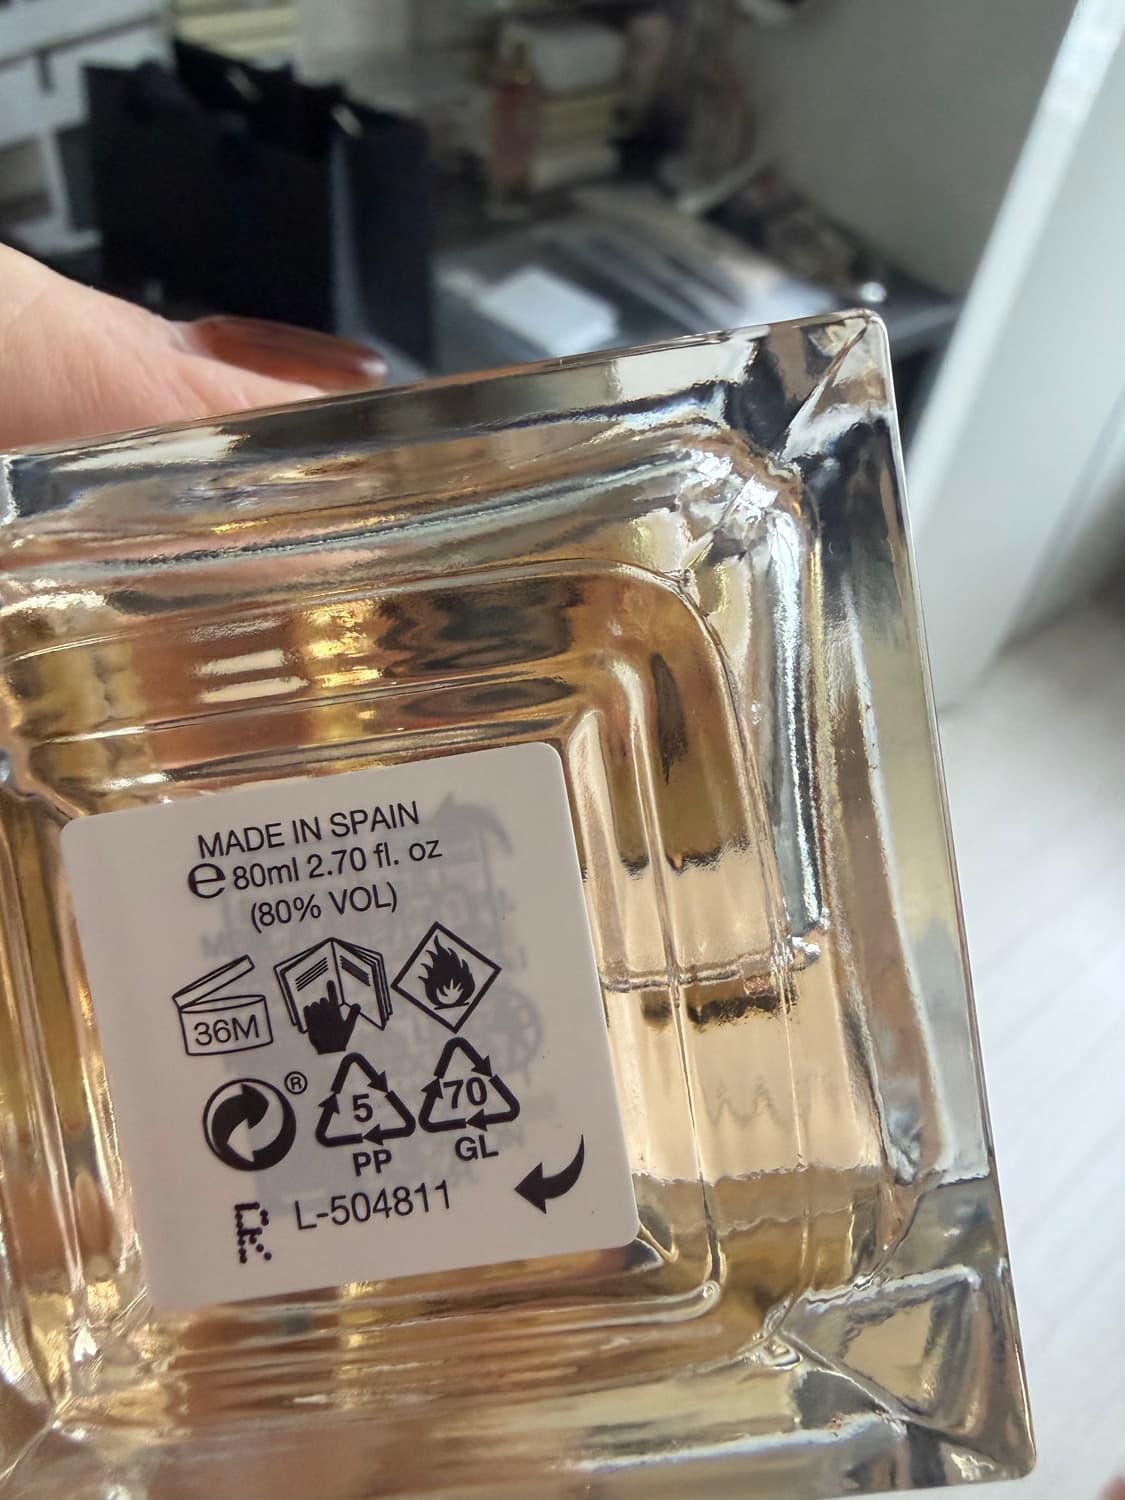 MADE IN SPAIN
℮ 80ml 2.70 fl. oz
(80% VOL)
36M
®
5 70
PP GL
R L-504811